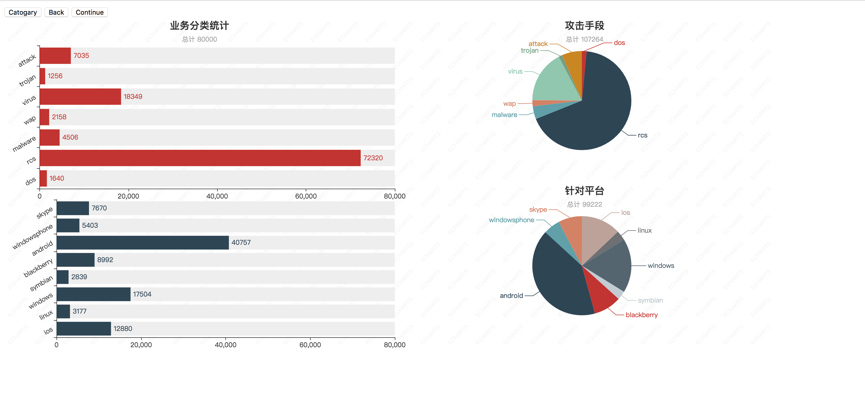 Catogary Back Continue
业务分类统计
总计 80000
attack 7035
trojan 1256
virus 18349
wap 2158
malware 4506
rcs 72320
dos 1640
0 20,000 40,000 60,000 80,000
skype 7670
windowsphone 5403
android 40757
blackberry 8992
symbian 2839
windows 17504
linux 3177
ios 12880
0 20,000 40,000 60,000 80,000
攻击手段
总计 107264
attack
dos
trojan
virus
wap
malware
rcs
针对平台
总计 99222
skype
ios
windowsphone
linux
windows
android
symbian
blackberry